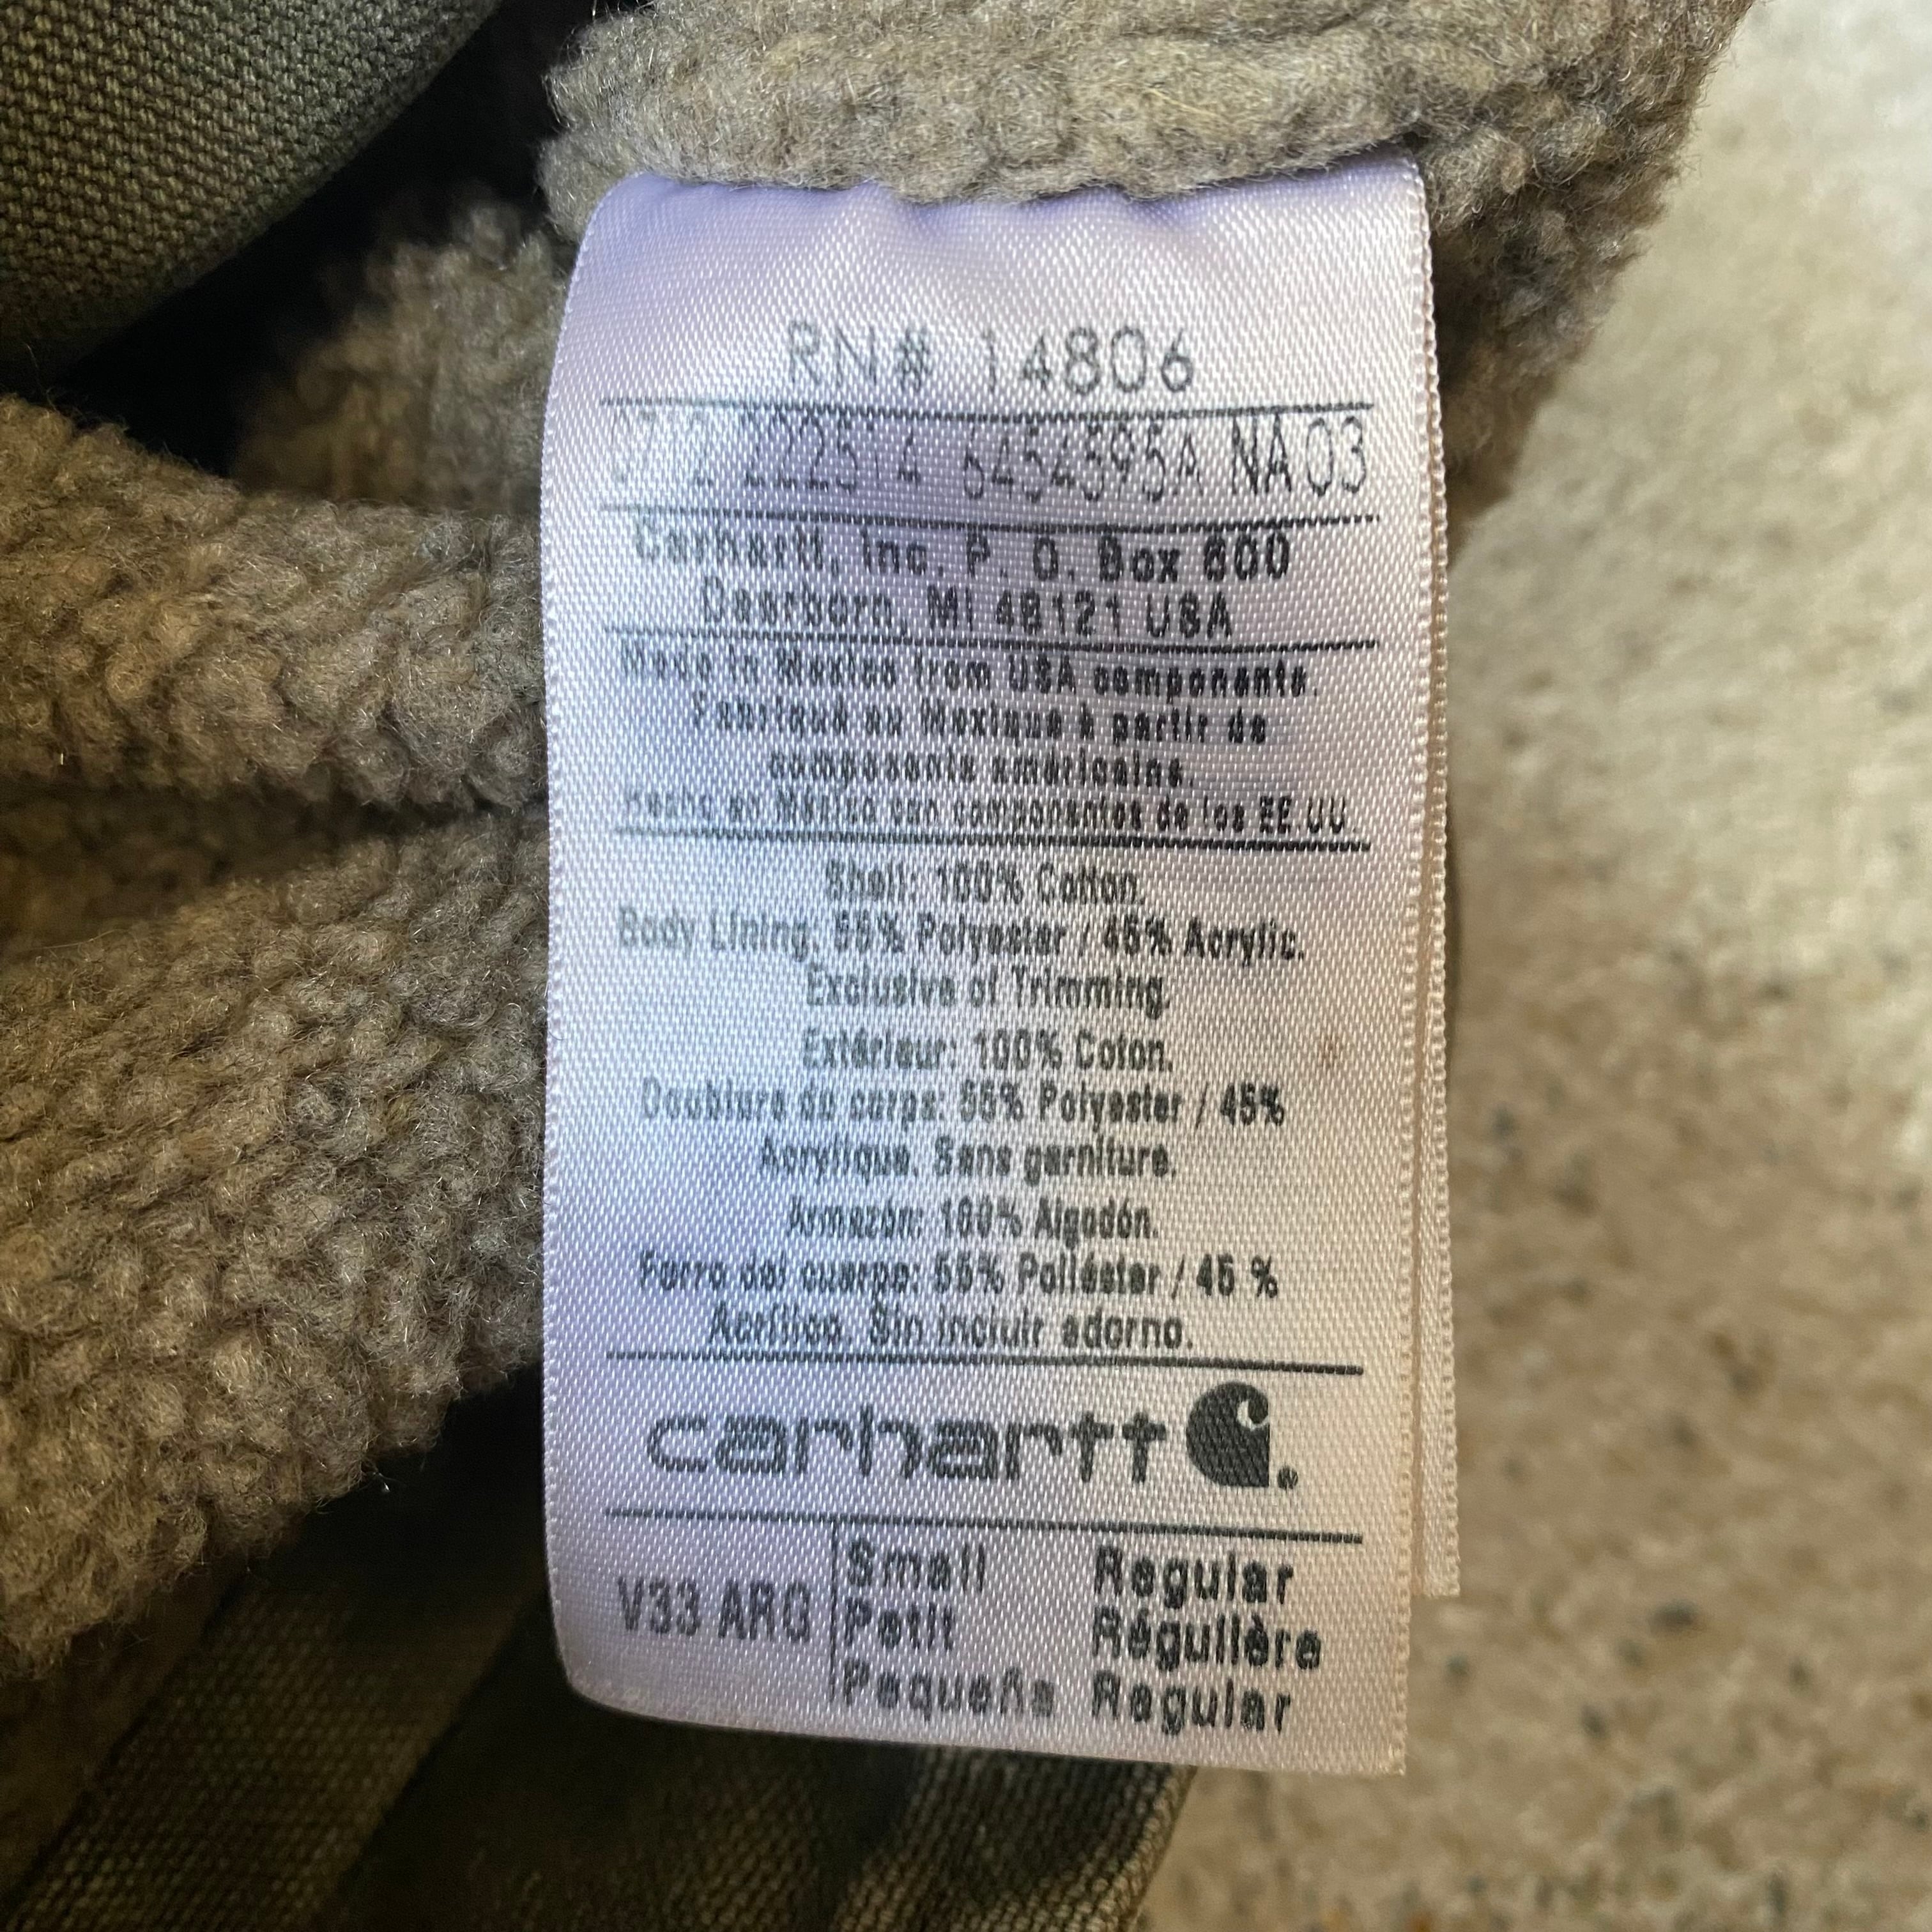 RN# 14806
6454595A NA 03
Carhartt, Inc. P. O. Box 600
Dearborn, MI 48121 USA
Made in Mexico from USA components
Fabriqué au Mexique à partir de
composants américains.
Hecho en México con componentes de los EE UU
Shell: 100% Cotton.
Body Lining: 55% Polyester / 45% Acrylic.
Exclusive of Trimming.
Extérieur: 100% Coton.
Doublure de corps: 55% Polyester / 45%
Acrylique. Sans garniture.
Armazón: 100% Algodón.
Forro del cuerpo: 55% Poliéster / 45 %
Acrílico. Sin incluir adorno.
carhartt
V33 ARG
Small Regular
Petit Régulière
Pequeña Regular